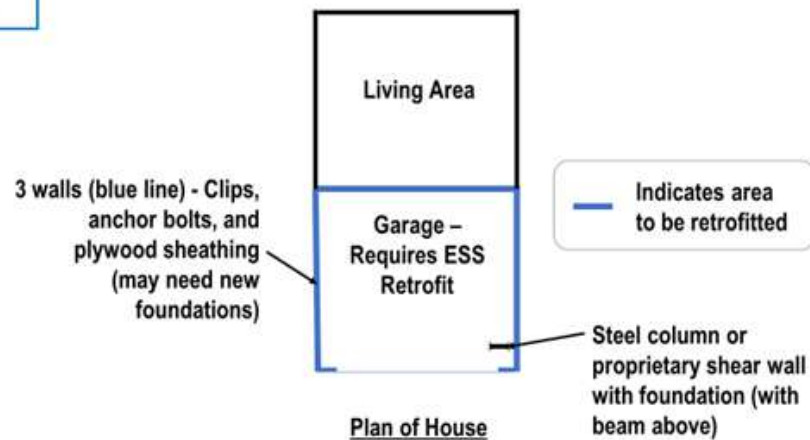 Living Area
3 walls (blue line) - Clips,
anchor bolts, and
plywood sheathing
(may need new
foundations)
Garage –
Requires ESS
Retrofit
Indicates area
to be retrofitted
Steel column or
proprietary shear wall
with foundation (with
beam above)
Plan of House